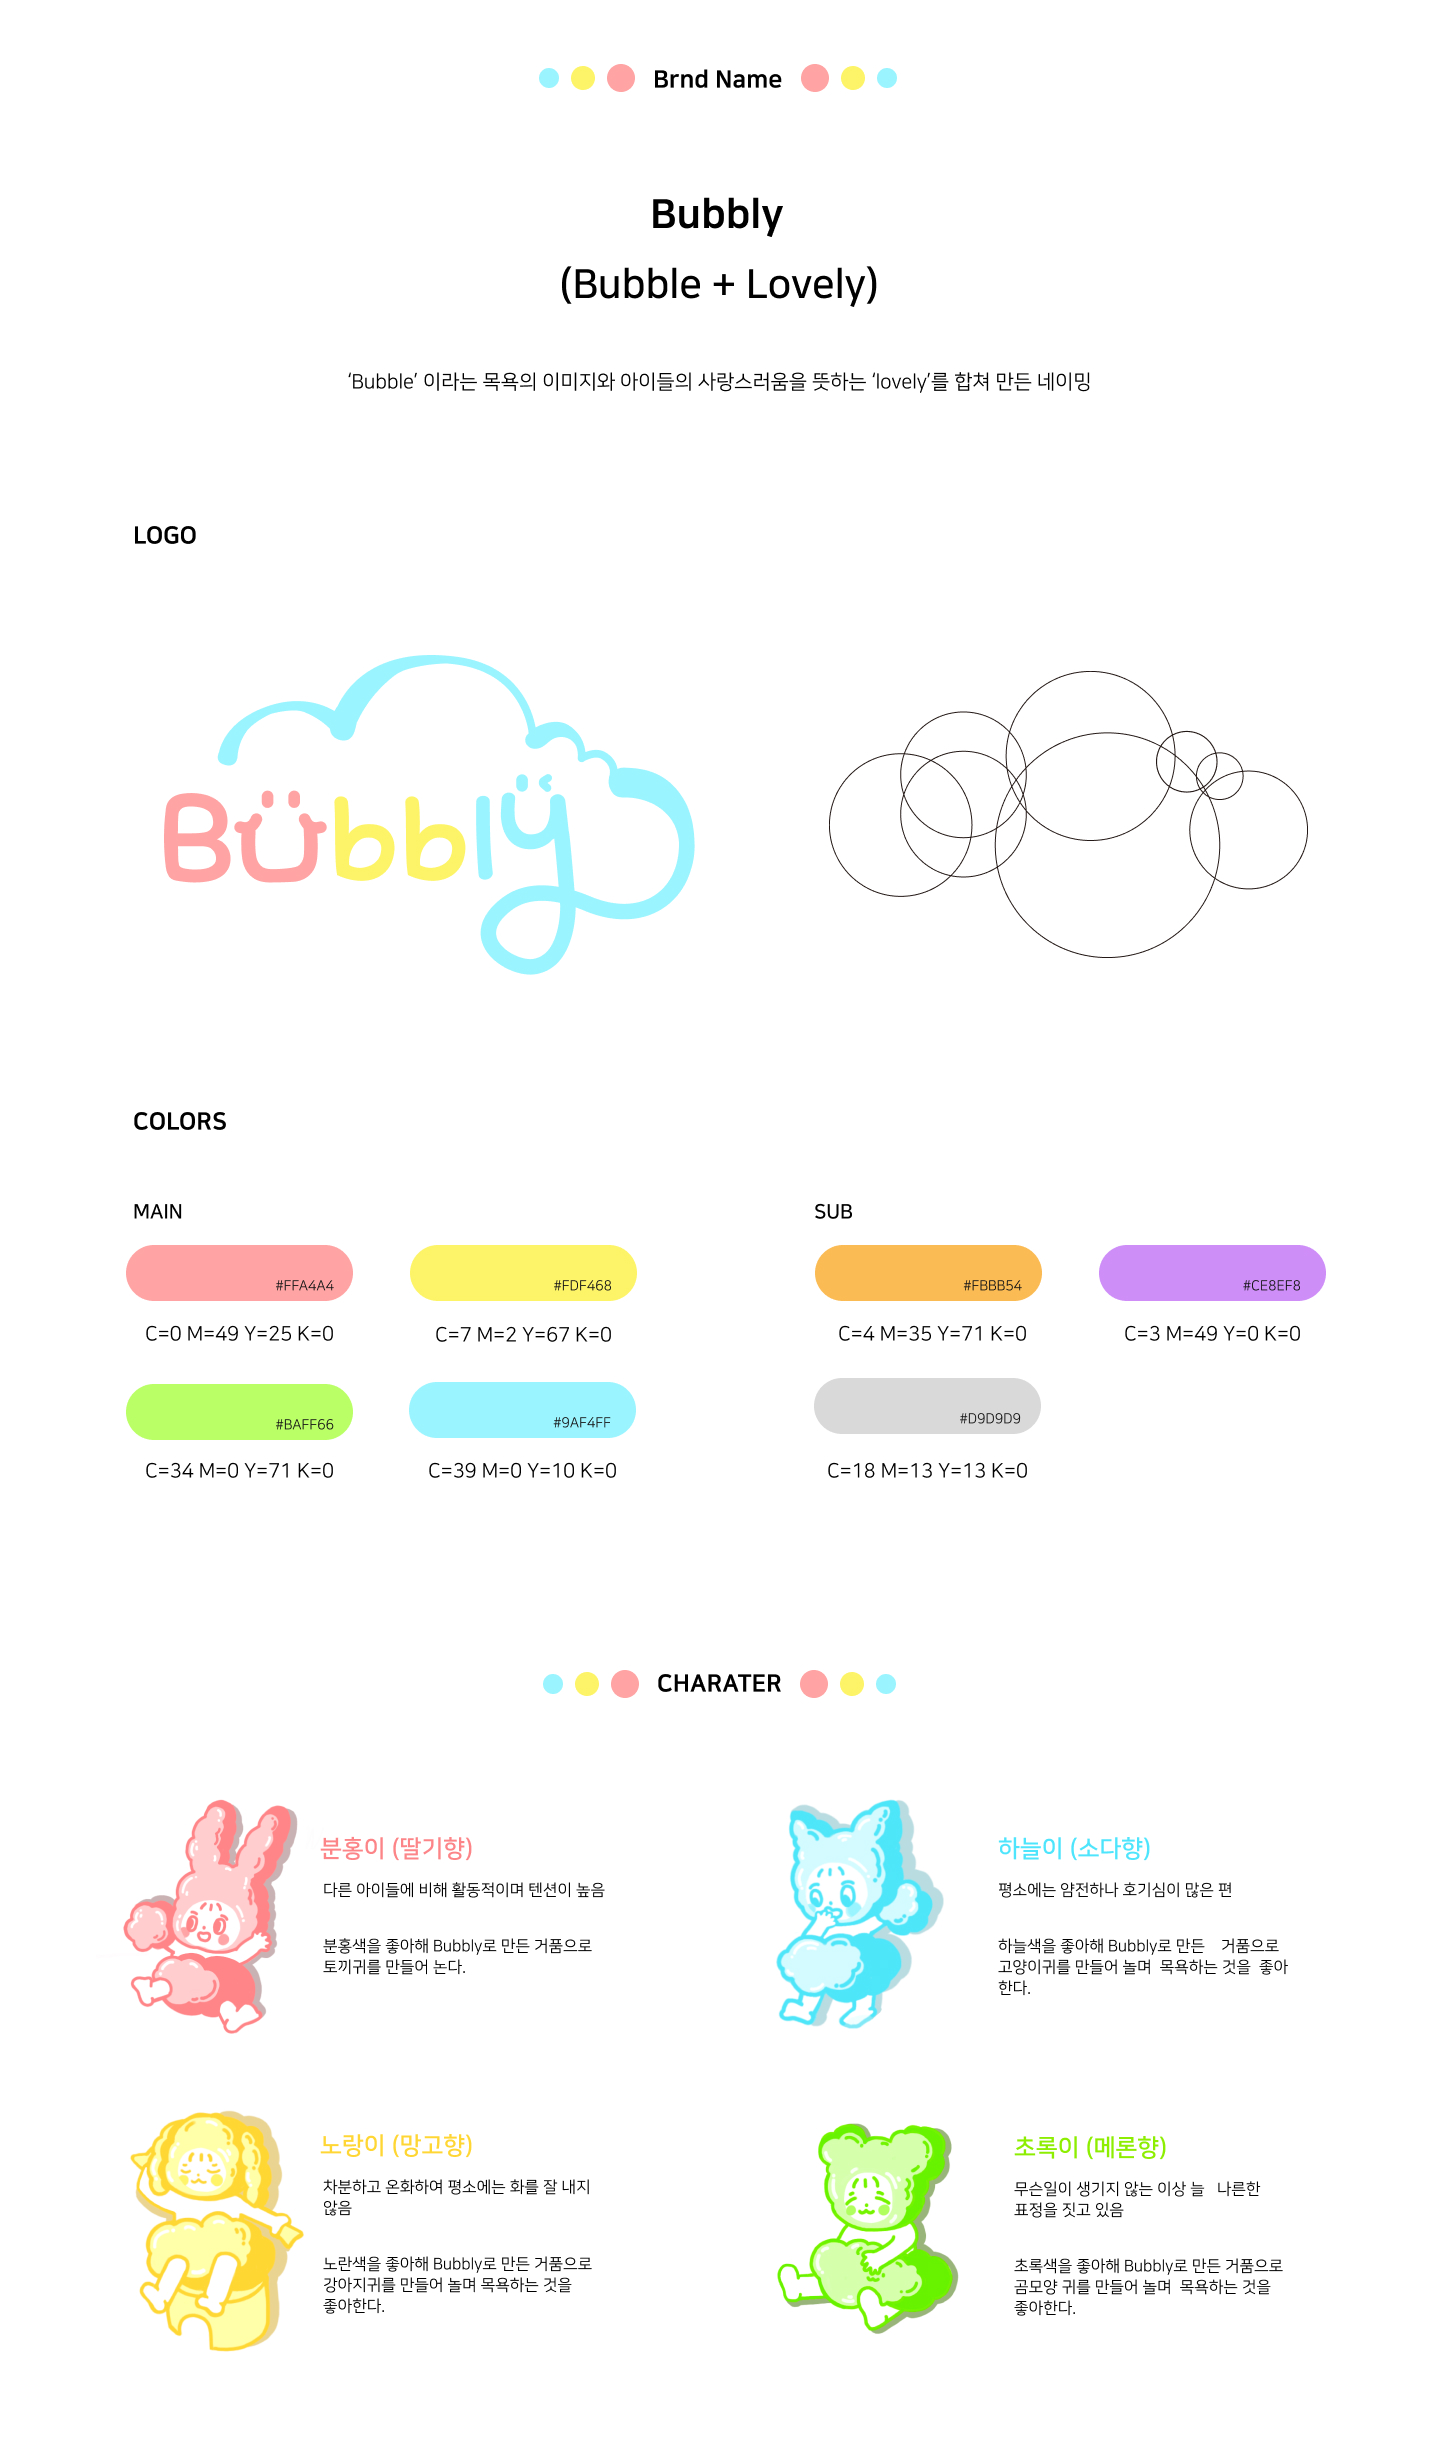 Brnd Name
Bubbly
(Bubble + Lovely)
‘Bubble’ 이라는 목욕의 이미지와 아이들의 사랑스러움을 뜻하는 ‘lovely’를 합쳐 만든 네이밍
LOGO
Bubbly
COLORS
MAIN
#FFA4A4
#FDF468
C=0 M=49 Y=25 K=0
C=7 M=2 Y=67 K=0
#BAFF66
#9AF4FF
C=34 M=0 Y=71 K=0
C=39 M=0 Y=10 K=0
SUB
#FBBB54
#CE8EF8
C=4 M=35 Y=71 K=0
C=3 M=49 Y=0 K=0
#D9D9D9
C=18 M=13 Y=13 K=0
CHARATER
분홍이 (딸기향)
다른 아이들에 비해 활동적이며 텐션이 높음
분홍색을 좋아해 Bubbly로 만든 거품으로
토끼귀를 만들어 논다.
하늘이 (소다향)
평소에는 얌전하나 호기심이 많은 편
하늘색을 좋아해 Bubbly로 만든 거품으로
고양이귀를 만들어 놀며 목욕하는 것을 좋아
한다.
노랑이 (망고향)
차분하고 온화하여 평소에는 화를 잘 내지
않음
노란색을 좋아해 Bubbly로 만든 거품으로
강아지귀를 만들어 놀며 목욕하는 것을
좋아한다.
초록이 (메론향)
무슨일이 생기지 않는 이상 늘 나른한
표정을 짓고 있음
초록색을 좋아해 Bubbly로 만든 거품으로
곰모양 귀를 만들어 놀며 목욕하는 것을
좋아한다.